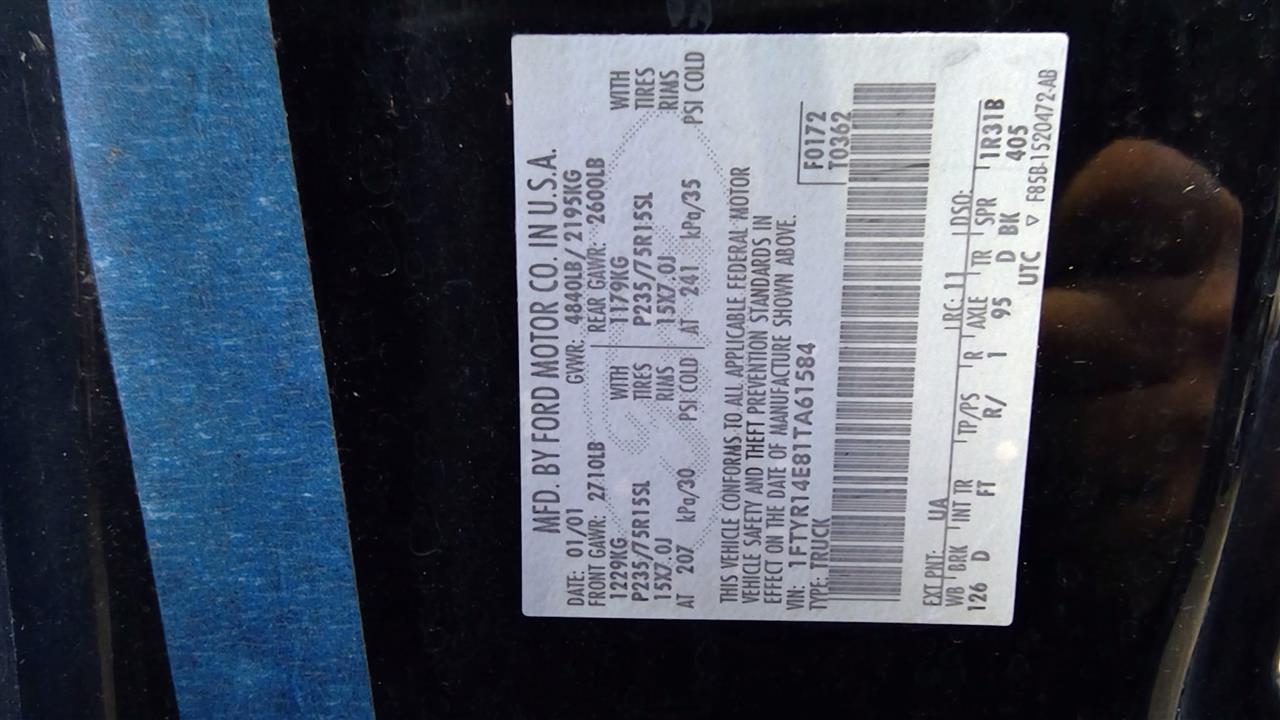 MFD. BY FORD MOTOR CO. IN U.S.A.
DATE: 01/01 GVWR: 4840LB/2195KG
FRONT GAWR: 2710LB REAR GAWR: 2600LB
1229KG WITH 1179KG WITH
P235/75R15SL TIRES P235/75R15SL TIRES
15X7.0J RIMS 15X7.0J RIMS
AT 207 kPa/30 PSI COLD AT 241 kPa/35 PSI COLD
THIS VEHICLE CONFORMS TO ALL APPLICABLE FEDERAL MOTOR
VEHICLE SAFETY AND THEFT PREVENTION STANDARDS IN
EFFECT ON THE DATE OF MANUFACTURE SHOWN ABOVE.
VIN: 1FTYR14E81TA61584 F0172
TYPE: TRUCK T0362
EXT PNT: UA RC: 11 DSO:
WB BRK INT TR TP/PS R AXLE TR SPR 1R31B
126 D FT R/ 1 95 D BK 405
UTC ▽ F85B-1520472-AB